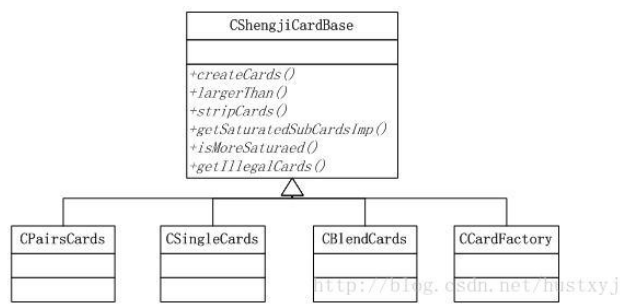 CShengjiCardBase
+createCards()
+largerThan()
+stripCards()
+getSaturatedSubCardsImp()
+isMoreSaturaed()
+getIllegalCards()
CPairsCards CSingleCards CBlendCards CCardFactory
http://blog.csdn.net/hustxyj